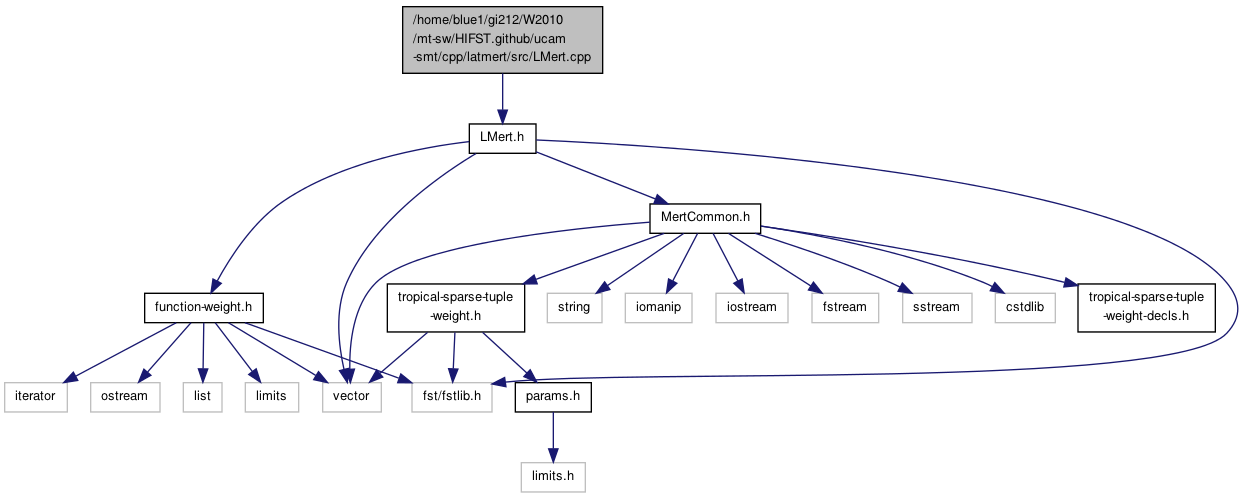 /home/blue1/gi212/W2010
/mt-sw/HIFST.github/ucam
-smt/cpp/latmert/src/LMert.cpp
LMert.h
MertCommon.h
function-weight.h
tropical-sparse-tuple
-weight.h
string
iomanip
iostream
fstream
sstream
cstdlib
tropical-sparse-tuple
-weight-decls.h
iterator
ostream
list
limits
vector
fst/fstlib.h
params.h
limits.h